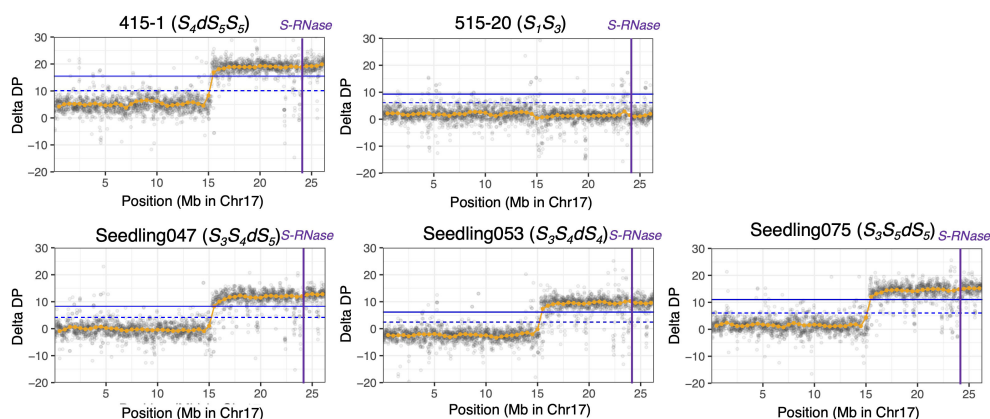 415-1 (S4dS5S5) S-RNase
30
20
10
0
−10
−20
Delta DP
5 10 15 20 25
Position (Mb in Chr17)
515-20 (S1S3) S-RNase
30
20
10
0
−10
−20
Delta DP
5 10 15 20 25
Position (Mb in Chr17)
Seedling047 (S3S4dS5) S-RNase
30
20
10
0
−10
−20
Delta DP
5 10 15 20 25
Position (Mb in Chr17)
Seedling053 (S3S4dS4) S-RNase
30
20
10
0
−10
−20
Delta DP
5 10 15 20 25
Position (Mb in Chr17)
Seedling075 (S3S5dS5) S-RNase
30
20
10
0
−10
−20
Delta DP
5 10 15 20 25
Position (Mb in Chr17)